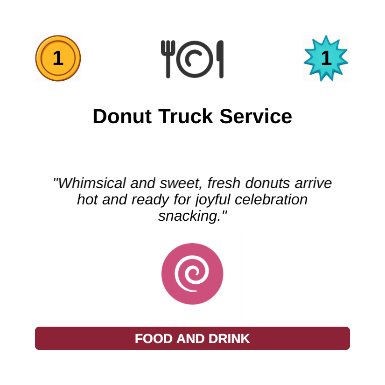 1
1
Donut Truck Service
"Whimsical and sweet, fresh donuts arrive
hot and ready for joyful celebration
snacking."
FOOD AND DRINK